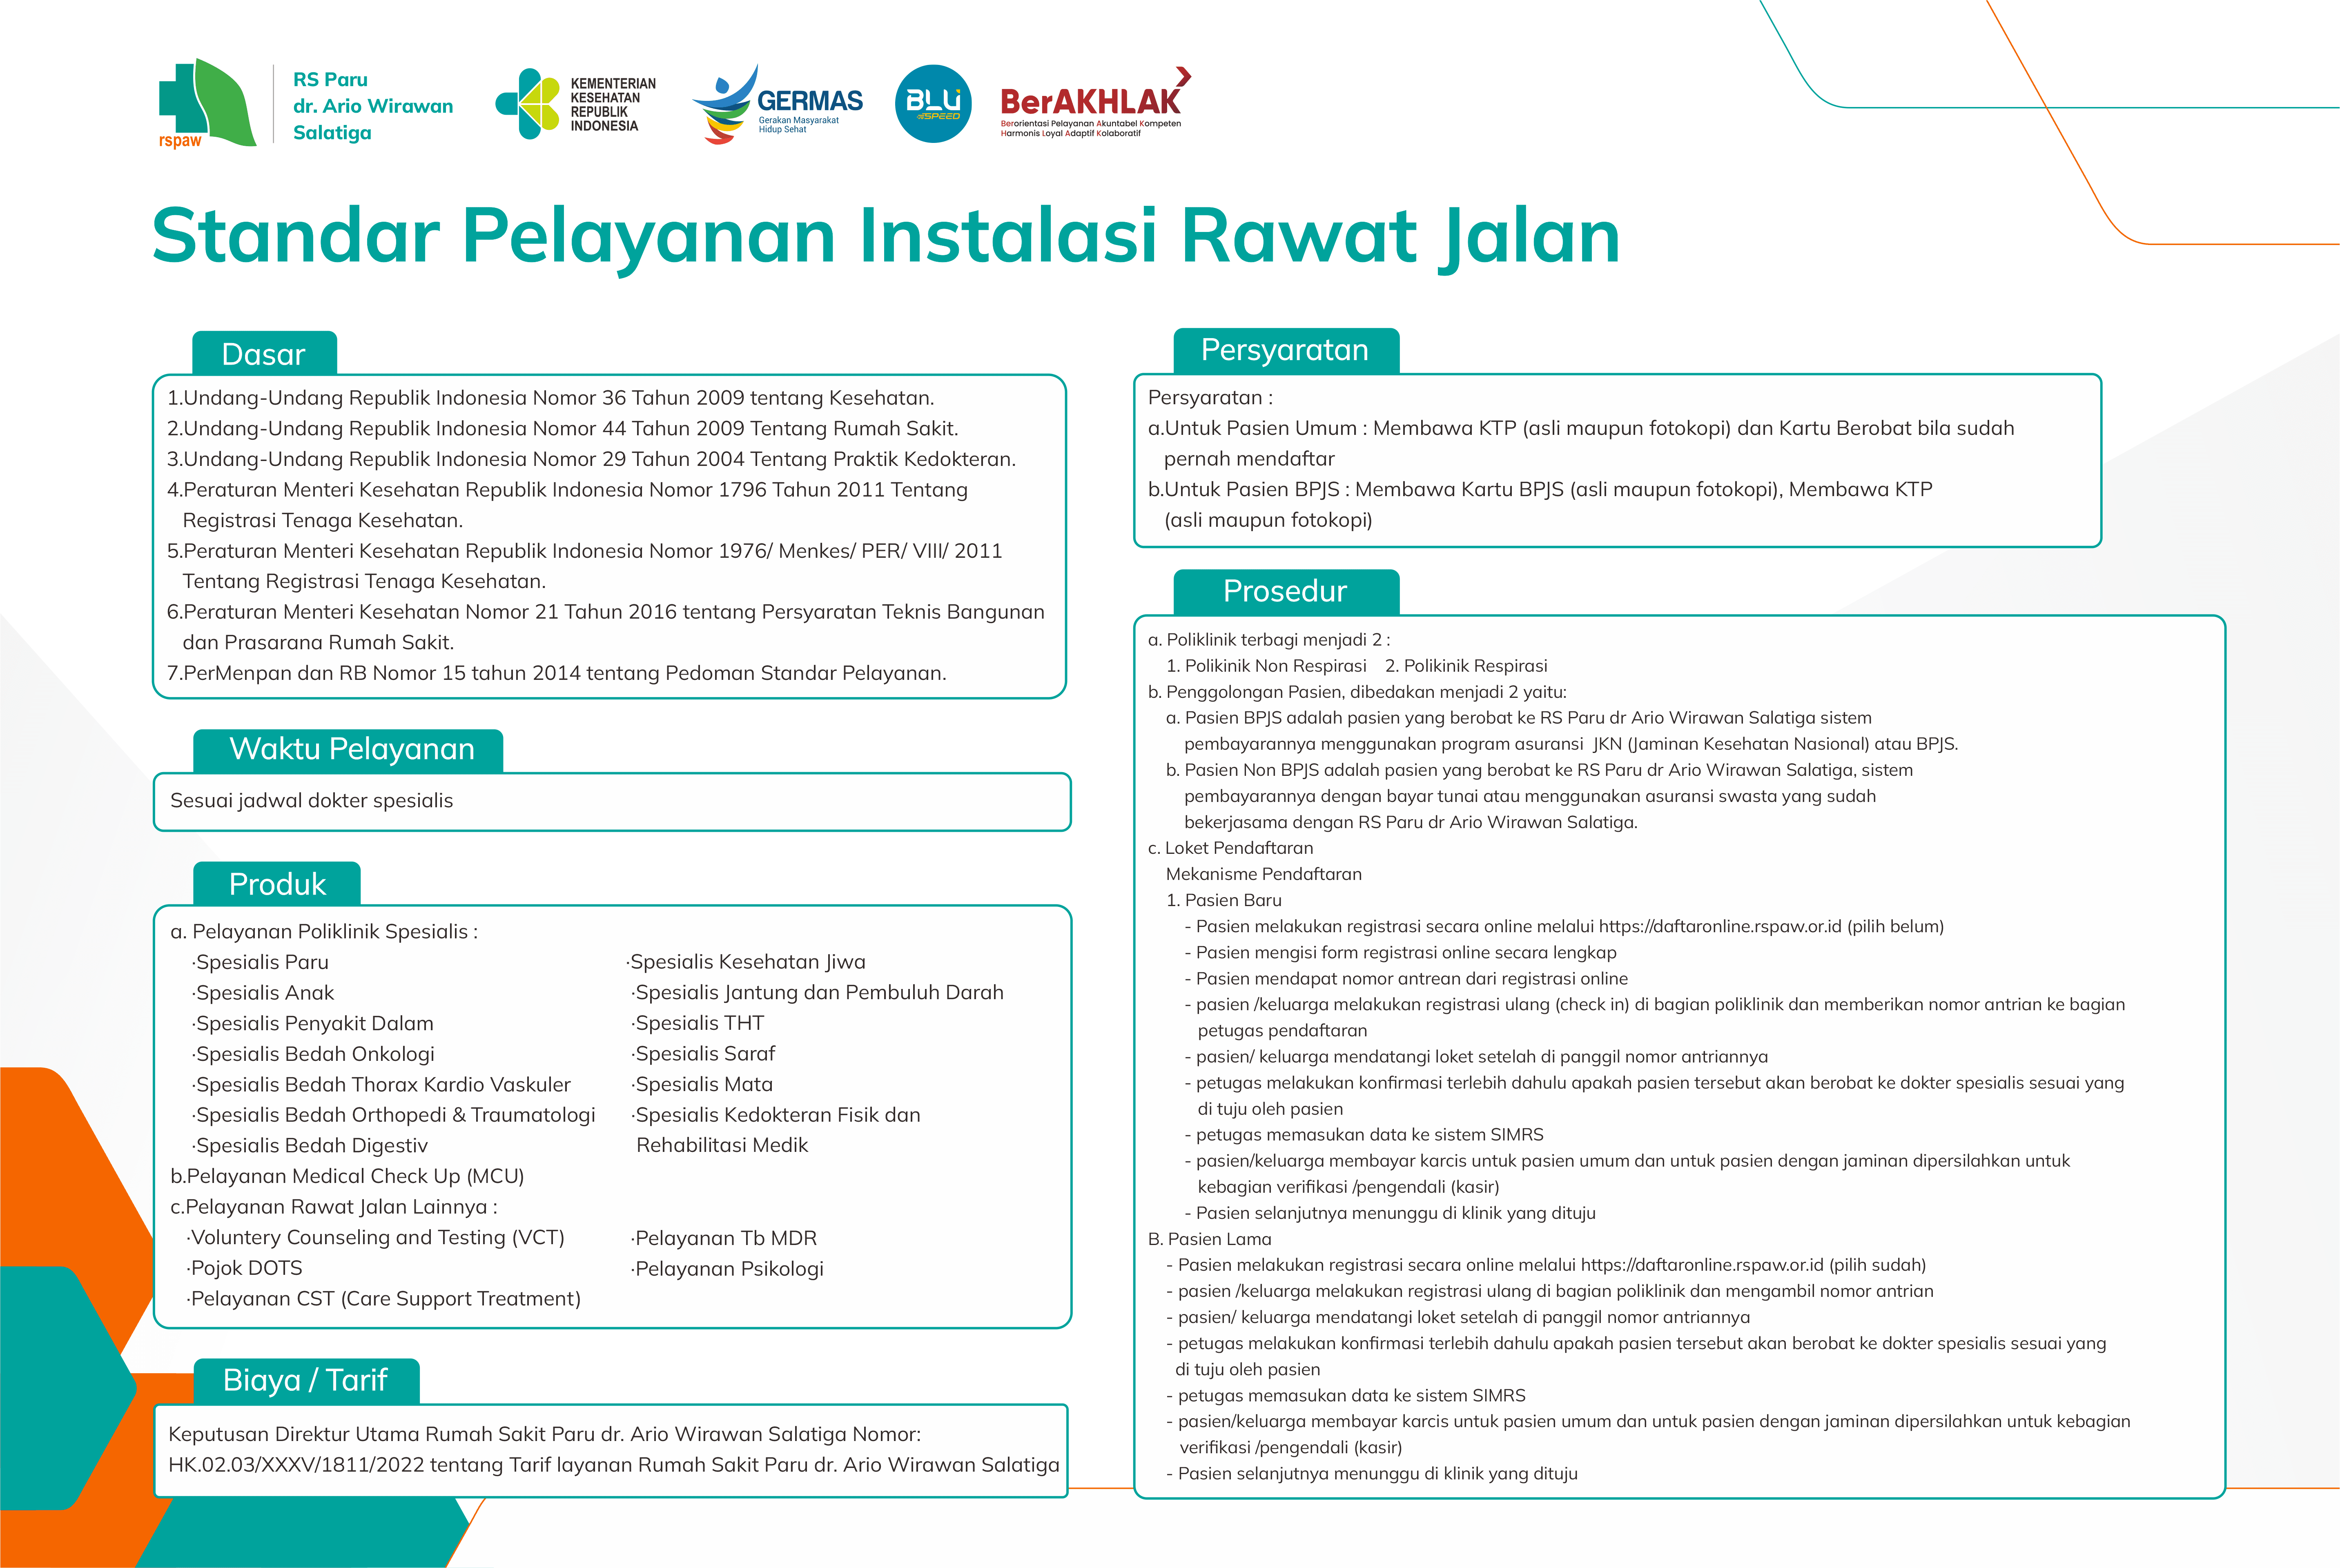 rspaw
RS Paru
dr. Ario Wirawan
Salatiga
KEMENTERIAN
KESEHATAN
REPUBLIK
INDONESIA
GERMAS
Gerakan Masyarakat
Hidup Sehat
BLU
SPEED
BerAKHLAK
Berorientasi Pelayanan Akuntabel Kompeten
Harmonis Loyal Adaptif Kolaboratif
Standar Pelayanan Instalasi Rawat Jalan
Dasar
1.Undang-Undang Republik Indonesia Nomor 36 Tahun 2009 tentang Kesehatan.
2.Undang-Undang Republik Indonesia Nomor 44 Tahun 2009 Tentang Rumah Sakit.
3.Undang-Undang Republik Indonesia Nomor 29 Tahun 2004 Tentang Praktik Kedokteran.
4.Peraturan Menteri Kesehatan Republik Indonesia Nomor 1796 Tahun 2011 Tentang
Registrasi Tenaga Kesehatan.
5.Peraturan Menteri Kesehatan Republik Indonesia Nomor 1976/ Menkes/ PER/ VIII/ 2011
Tentang Registrasi Tenaga Kesehatan.
6.Peraturan Menteri Kesehatan Nomor 21 Tahun 2016 tentang Persyaratan Teknis Bangunan
dan Prasarana Rumah Sakit.
7.PerMenpan dan RB Nomor 15 tahun 2014 tentang Pedoman Standar Pelayanan.
Waktu Pelayanan
Sesuai jadwal dokter spesialis
Produk
a. Pelayanan Poliklinik Spesialis :
·Spesialis Paru
·Spesialis Anak
·Spesialis Penyakit Dalam
·Spesialis Bedah Onkologi
·Spesialis Bedah Thorax Kardio Vaskuler
·Spesialis Bedah Orthopedi & Traumatologi
·Spesialis Bedah Digestiv
·Spesialis Kesehatan Jiwa
·Spesialis Jantung dan Pembuluh Darah
·Spesialis THT
·Spesialis Saraf
·Spesialis Mata
·Spesialis Kedokteran Fisik dan
Rehabilitasi Medik
b.Pelayanan Medical Check Up (MCU)
c.Pelayanan Rawat Jalan Lainnya :
·Voluntery Counseling and Testing (VCT)
·Pojok DOTS
·Pelayanan CST (Care Support Treatment)
·Pelayanan Tb MDR
·Pelayanan Psikologi
Biaya / Tarif
Keputusan Direktur Utama Rumah Sakit Paru dr. Ario Wirawan Salatiga Nomor:
HK.02.03/XXXV/1811/2022 tentang Tarif layanan Rumah Sakit Paru dr. Ario Wirawan Salatiga
Persyaratan
Persyaratan :
a.Untuk Pasien Umum : Membawa KTP (asli maupun fotokopi) dan Kartu Berobat bila sudah
pernah mendaftar
b.Untuk Pasien BPJS : Membawa Kartu BPJS (asli maupun fotokopi), Membawa KTP
(asli maupun fotokopi)
Prosedur
a. Poliklinik terbagi menjadi 2 :
1. Polikinik Non Respirasi 2. Polikinik Respirasi
b. Penggolongan Pasien, dibedakan menjadi 2 yaitu:
a. Pasien BPJS adalah pasien yang berobat ke RS Paru dr Ario Wirawan Salatiga sistem
pembayarannya menggunakan program asuransi JKN (Jaminan Kesehatan Nasional) atau BPJS.
b. Pasien Non BPJS adalah pasien yang berobat ke RS Paru dr Ario Wirawan Salatiga, sistem
pembayarannya dengan bayar tunai atau menggunakan asuransi swasta yang sudah
bekerjasama dengan RS Paru dr Ario Wirawan Salatiga.
c. Loket Pendaftaran
Mekanisme Pendaftaran
1. Pasien Baru
- Pasien melakukan registrasi secara online melalui https://daftaronline.rspaw.or.id (pilih belum)
- Pasien mengisi form registrasi online secara lengkap
- Pasien mendapat nomor antrean dari registrasi online
- pasien /keluarga melakukan registrasi ulang (check in) di bagian poliklinik dan memberikan nomor antrian ke bagian
petugas pendaftaran
- pasien/ keluarga mendatangi loket setelah di panggil nomor antriannya
- petugas melakukan konfirmasi terlebih dahulu apakah pasien tersebut akan berobat ke dokter spesialis sesuai yang
di tuju oleh pasien
- petugas memasukan data ke sistem SIMRS
- pasien/keluarga membayar karcis untuk pasien umum dan untuk pasien dengan jaminan dipersilahkan untuk
kebagian verifikasi /pengendali (kasir)
- Pasien selanjutnya menunggu di klinik yang dituju
B. Pasien Lama
- Pasien melakukan registrasi secara online melalui https://daftaronline.rspaw.or.id (pilih sudah)
- pasien /keluarga melakukan registrasi ulang di bagian poliklinik dan mengambil nomor antrian
- pasien/ keluarga mendatangi loket setelah di panggil nomor antriannya
- petugas melakukan konfirmasi terlebih dahulu apakah pasien tersebut akan berobat ke dokter spesialis sesuai yang
di tuju oleh pasien
- petugas memasukan data ke sistem SIMRS
- pasien/keluarga membayar karcis untuk pasien umum dan untuk pasien dengan jaminan dipersilahkan untuk kebagian
verifikasi /pengendali (kasir)
- Pasien selanjutnya menunggu di klinik yang dituju